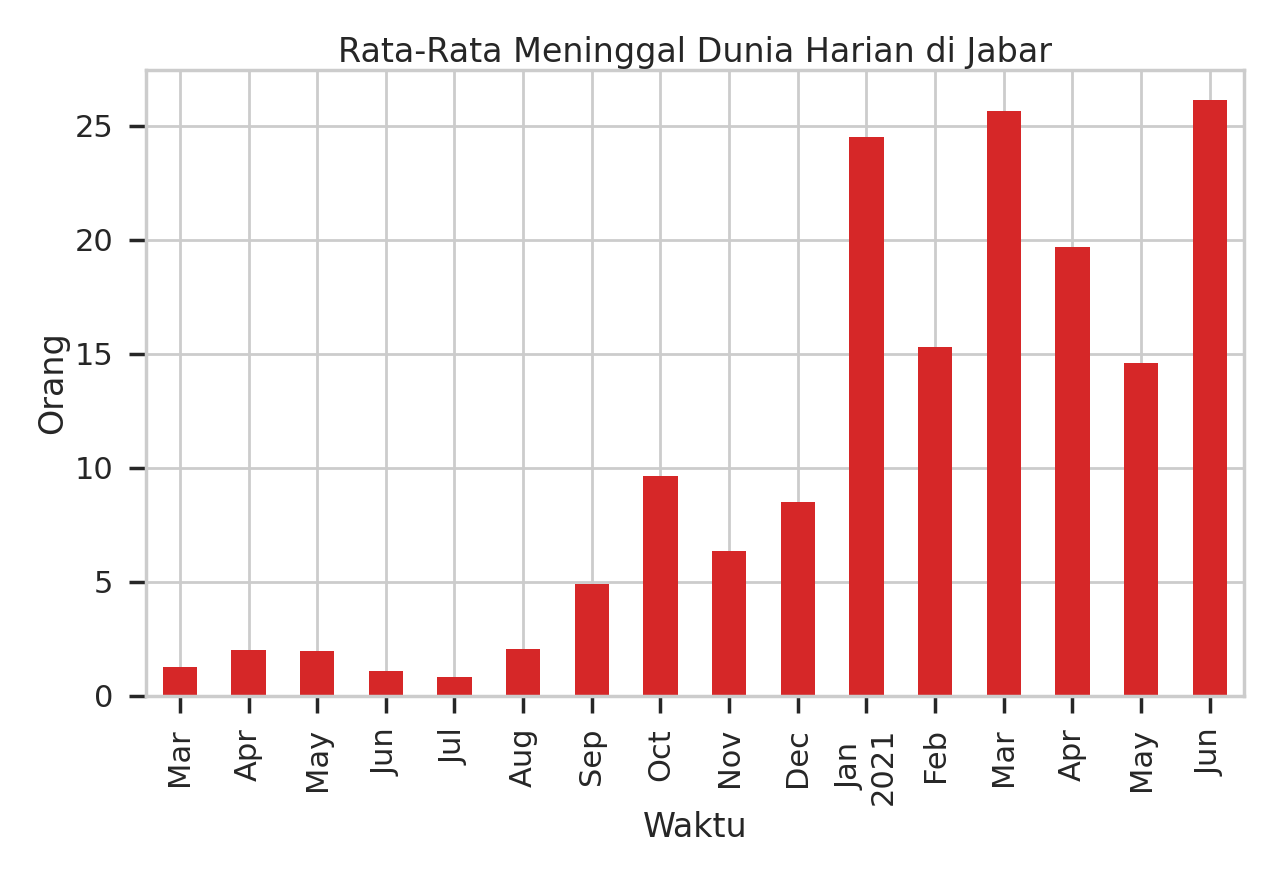 Rata-Rata Meninggal Dunia Harian di Jabar
Orang
25
20
15
10
5
0
Mar
Apr
May
Jun
Jul
Aug
Sep
Oct
Nov
Dec
Jan
2021
Feb
Mar
Apr
May
Jun
Waktu